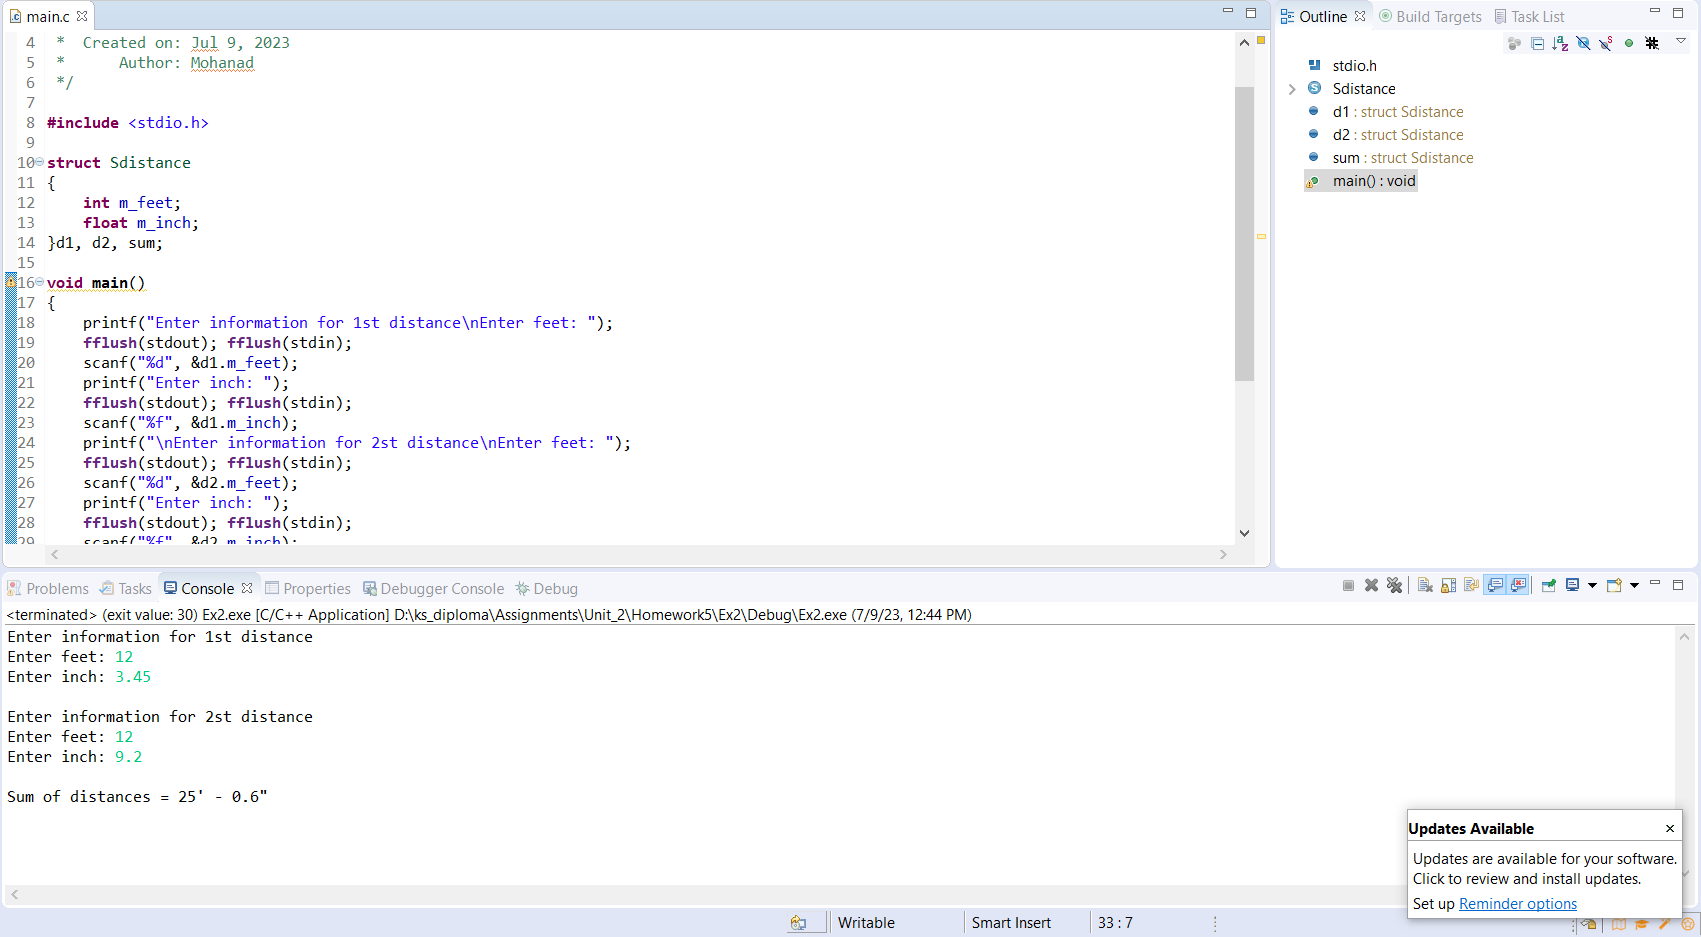 main.c
4 *  Created on: Jul 9, 2023
5 *      Author: Mohanad
6 */
7
8 #include <stdio.h>
9
10 struct Sdistance
11 {
12     int m_feet;
13     float m_inch;
14 }d1, d2, sum;
15
16 void main()
17 {
18     printf("Enter information for 1st distance\nEnter feet: ");
19     fflush(stdout); fflush(stdin);
20     scanf("%d", &d1.m_feet);
21     printf("Enter inch: ");
22     fflush(stdout); fflush(stdin);
23     scanf("%f", &d1.m_inch);
24     printf("\nEnter information for 2st distance\nEnter feet: ");
25     fflush(stdout); fflush(stdin);
26     scanf("%d", &d2.m_feet);
27     printf("Enter inch: ");
28     fflush(stdout); fflush(stdin);
29     scanf("%f", &d2.m_inch);
Outline Build Targets Task List
stdio.h
Sdistance
d1 : struct Sdistance
d2 : struct Sdistance
sum : struct Sdistance
main() : void
Problems Tasks Console Properties Debugger Console Debug
<terminated> (exit value: 30) Ex2.exe [C/C++ Application] D:\ks_diploma\Assignments\Unit_2\Homework5\Ex2\Debug\Ex2.exe (7/9/23, 12:44 PM)
Enter information for 1st distance
Enter feet: 12
Enter inch: 3.45
Enter information for 2st distance
Enter feet: 12
Enter inch: 9.2
Sum of distances = 25' - 0.6"
Updates Available
Updates are available for your software.
Click to review and install updates.
Set up Reminder options
Writable Smart Insert 33 : 7